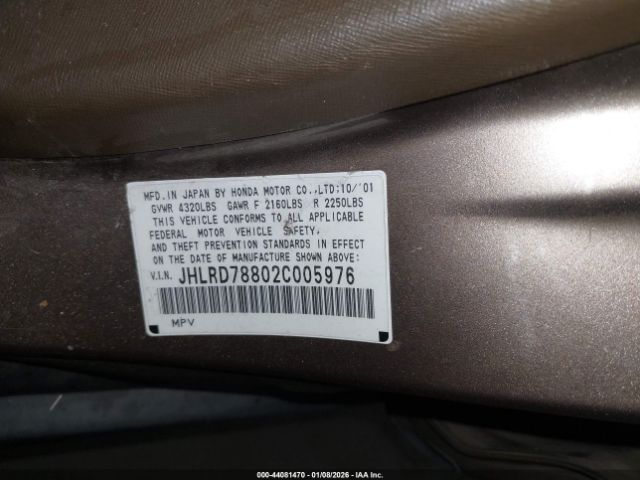 MFD.IN JAPAN BY HONDA MOTOR CO.,LTD:10/'01
GVWR 4320LBS GAWR F 2160LBS R 2250LBS
THIS VEHICLE CONFORMS TO ALL APPLICABLE
FEDERAL MOTOR VEHICLE SAFETY,
AND THEFT PREVENTION STANDARDS IN EFFECT
ON THE DATE OF MANUFACTURE SHOWN ABOVE:
V.I.N. JHLRD78802C005976
MPV
000-44081470 01/08/2026 IAA Inc.